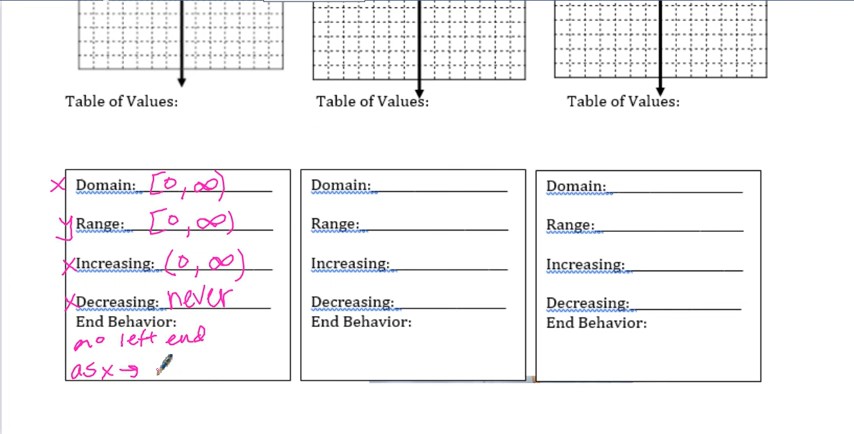 Table of Values: Table of Values: Table of Values:
x Domain: [0, ∞)
y Range: [0, ∞)
x Increasing: (0, ∞)
x Decreasing: never
End Behavior:
no left end
as x →
Domain:
Range:
Increasing:
Decreasing:
End Behavior:
Domain:
Range:
Increasing:
Decreasing:
End Behavior: